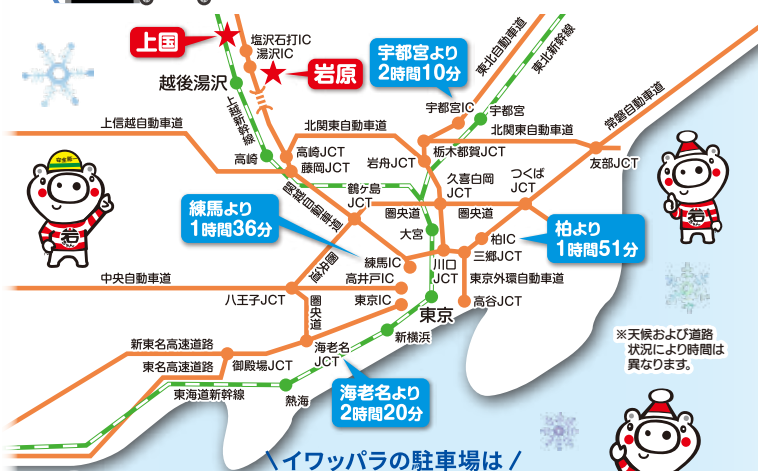 上国
塩沢石打IC
湯沢IC
岩原
越後湯沢
上越新幹線
宇都宮より
2時間10分
東北自動車道
東北新幹線
宇都宮IC
宇都宮
常磐自動車道
上信越自動車道
北関東自動車道
北関東自動車道
高崎
高崎JCT
藤岡JCT
岩舟JCT
栃木都賀JCT
友部JCT
関越自動車道
鶴ヶ島
JCT
久喜白岡
JCT
つくば
JCT
安全第一
岩
岩
練馬より
1時間36分
圏央道
圏央道
大宮
柏IC
柏より
1時間51分
練馬IC
川口
JCT
三郷JCT
圏央道
中央自動車道
高井戸IC
東京外環自動車道
八王子JCT
圏央道
東京IC
高谷JCT
東京
新横浜
新東名高速道路
東名高速道路
御殿場JCT
海老名
JCT
東海道新幹線
熱海
海老名より
2時間20分
※天候および道路
状況により時間は
異なります。
\イワッパラの駐車場は/